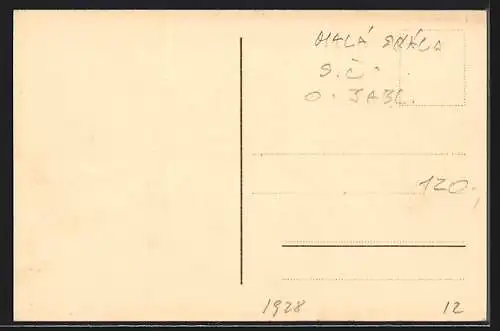 MALÁ SKÁLA
S. Č.
O. JABL.
120,
1928 12